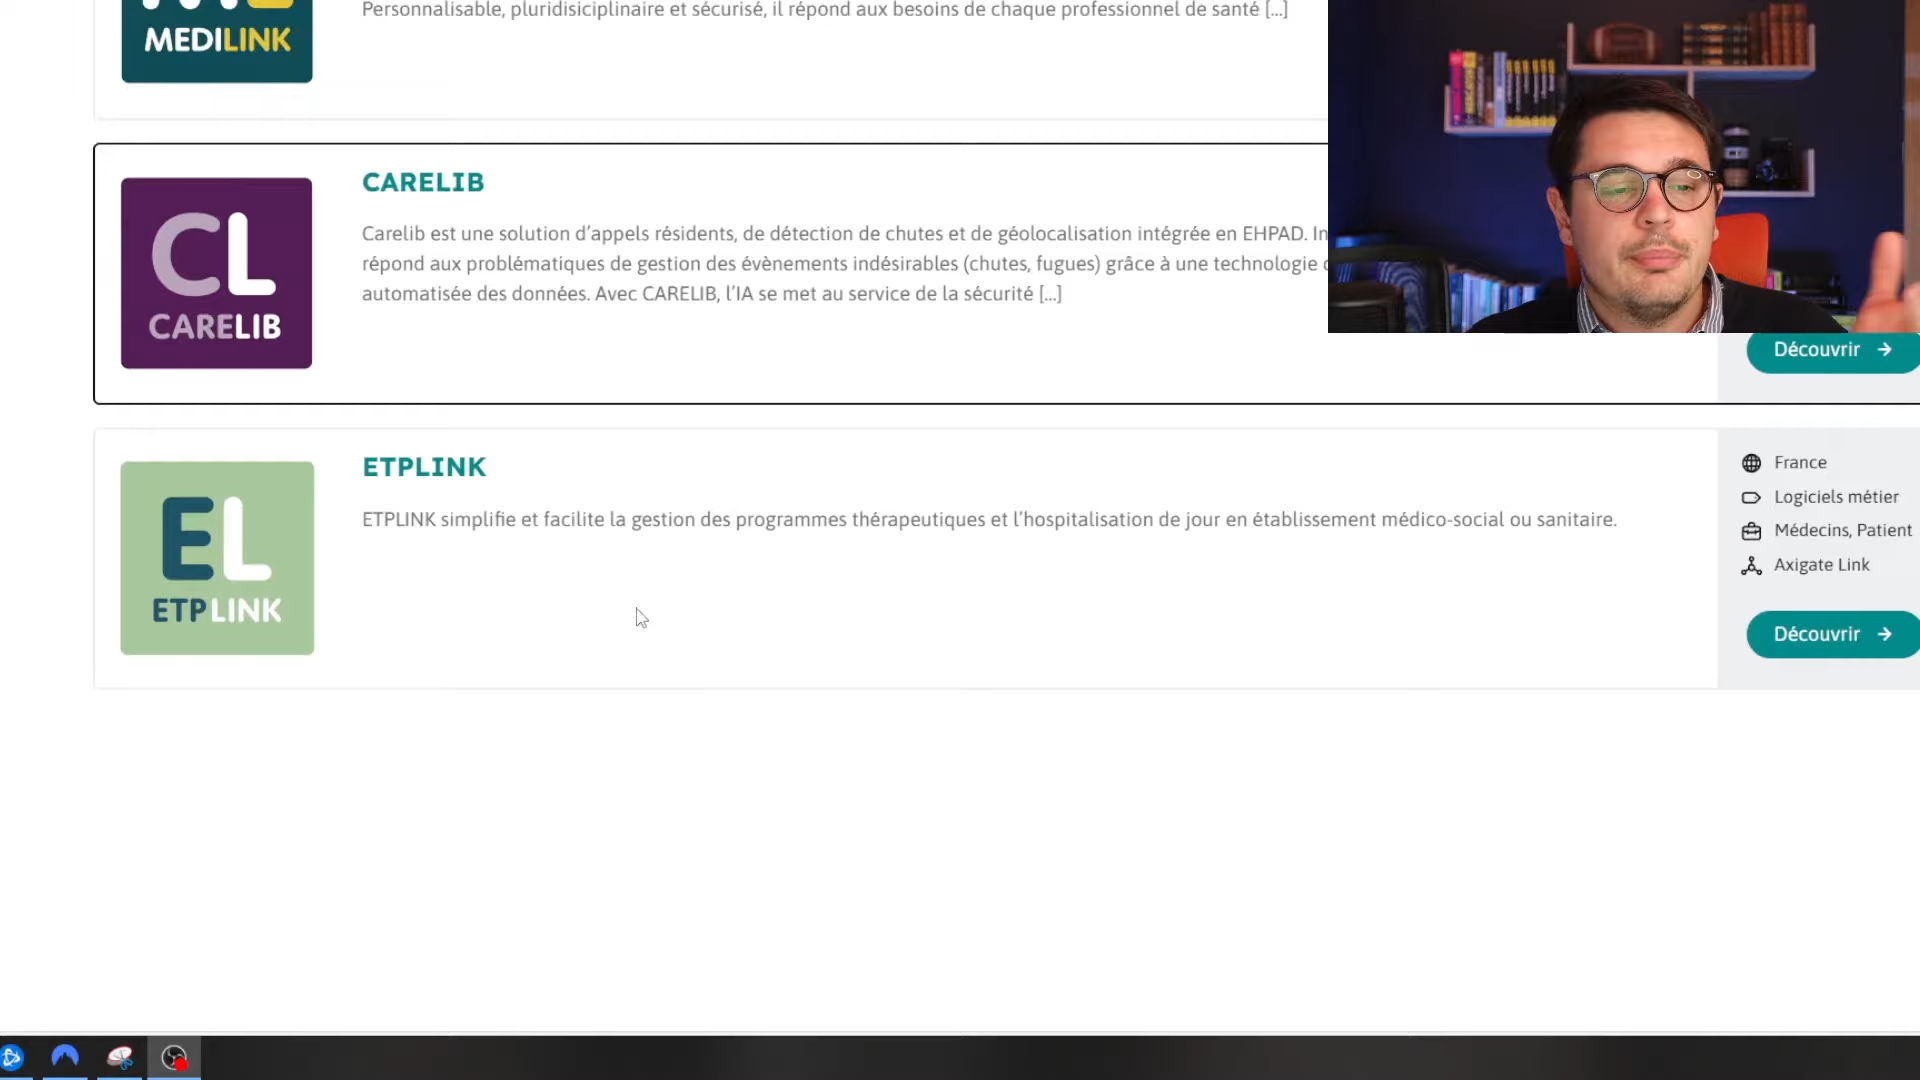 Personnalisable, pluridisiciplinaire et sécurisé, il répond aux besoins de chaque professionnel de santé [...]
MEDILINK
CARELIB
Carelib est une solution d’appels résidents, de détection de chutes et de géolocalisation intégrée en EHPAD. In
répond aux problématiques de gestion des évènements indésirables (chutes, fugues) grâce à une technologie
automatisée des données. Avec CARELIB, l’IA se met au service de la sécurité [...]
CL
CARELIB
Découvrir →
ETPLINK
ETPLINK simplifie et facilite la gestion des programmes thérapeutiques et l’hospitalisation de jour en établissement médico-social ou sanitaire.
EL
ETPLINK
France
Logiciels métier
Médecins, Patient
Axigate Link
Découvrir →